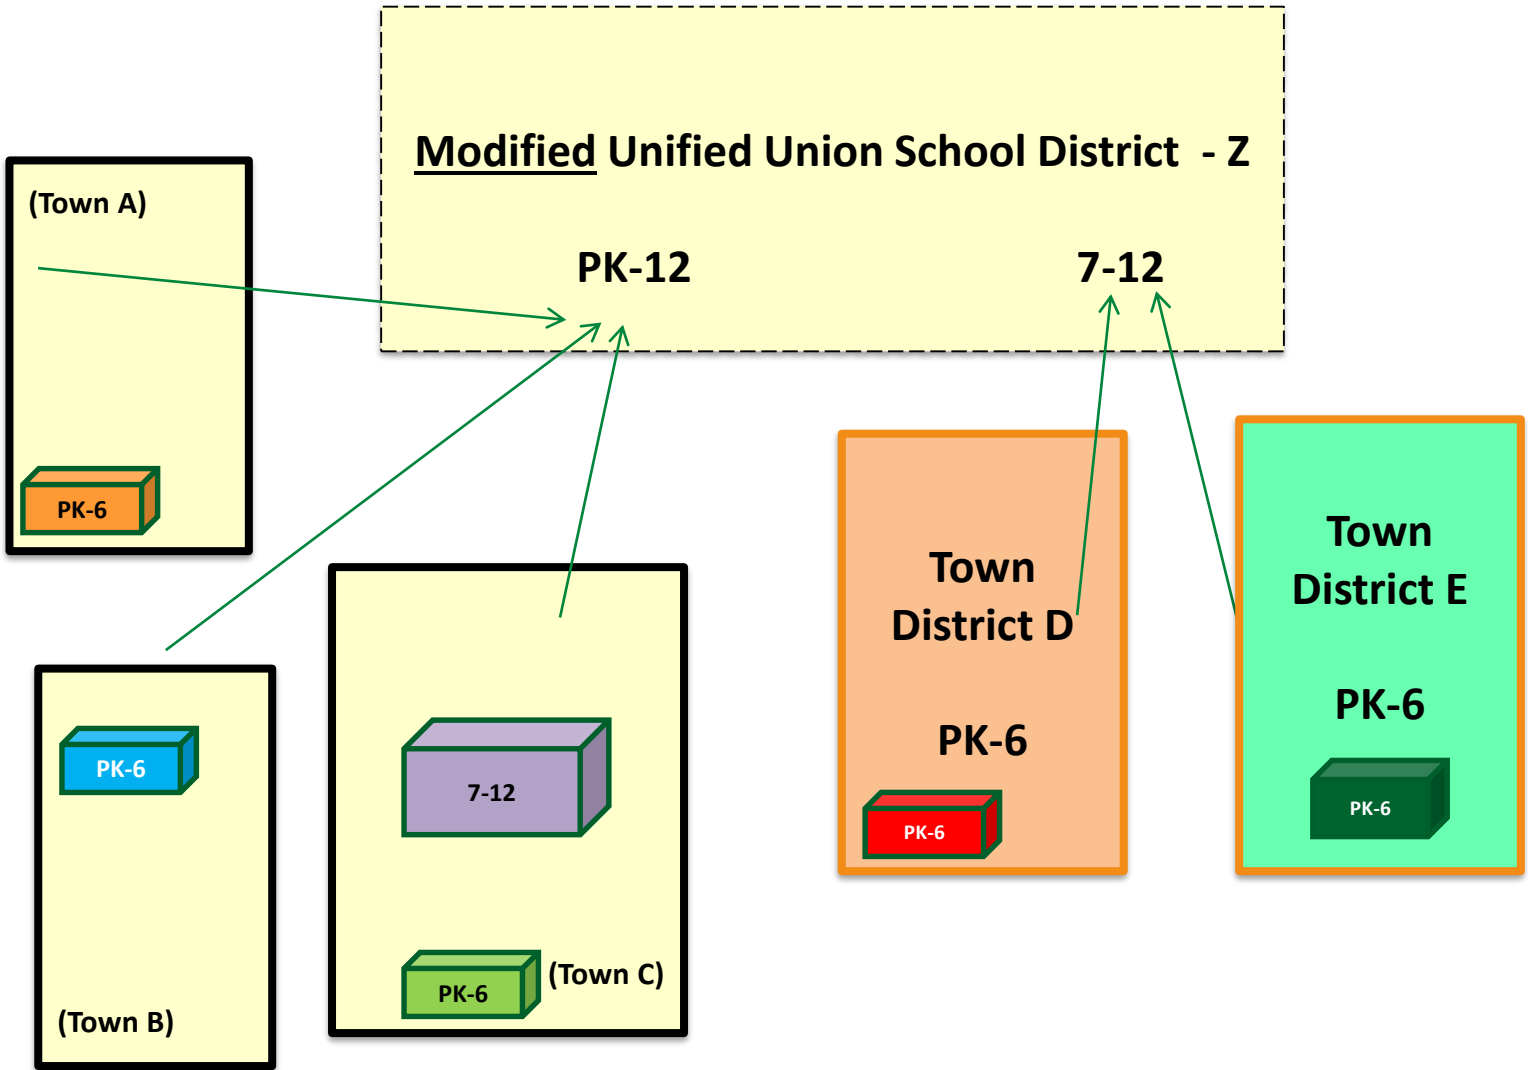 Modified Unified Union School District - Z
PK-12
7-12
(Town A)
PK-6
PK-6
(Town B)
7-12
PK-6
(Town C)
Town
District D
PK-6
PK-6
Town
District E
PK-6
PK-6